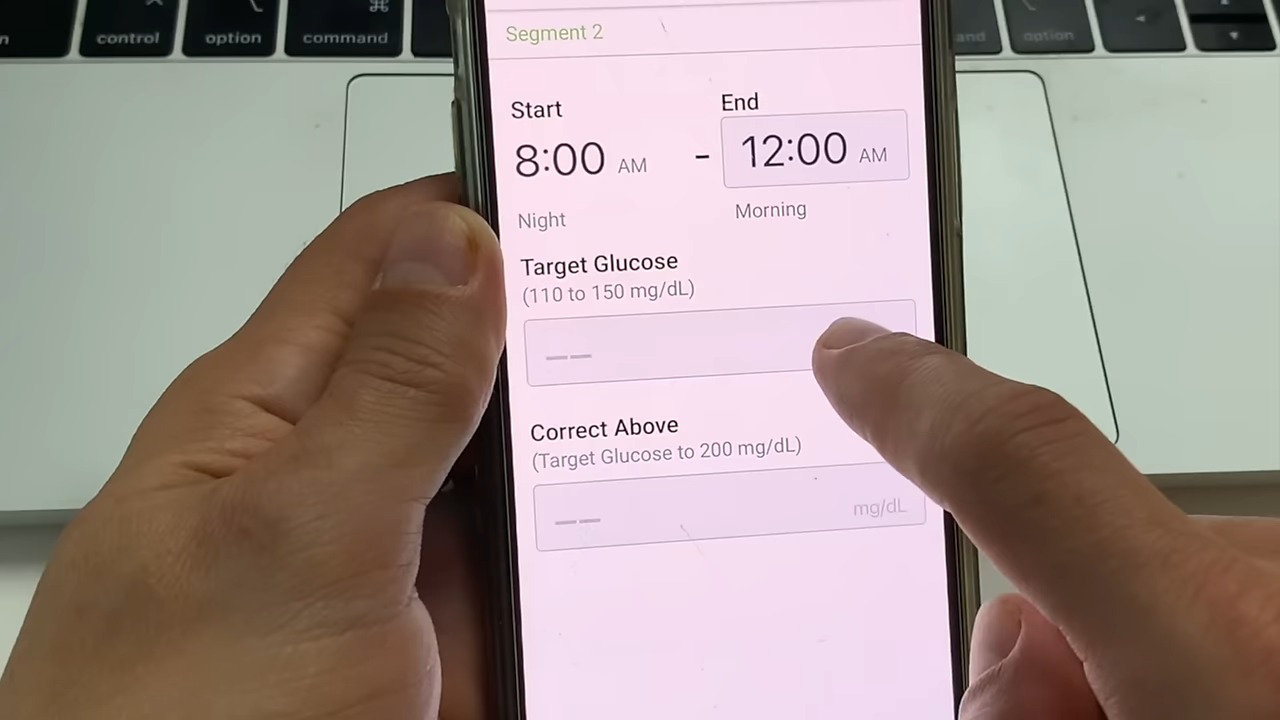 control
option
command
⌘
option
Segment 2
Start
End
8:00 AM - 12:00 AM
Night
Morning
Target Glucose
(110 to 150 mg/dL)
——
Correct Above
(Target Glucose to 200 mg/dL)
—— mg/dL